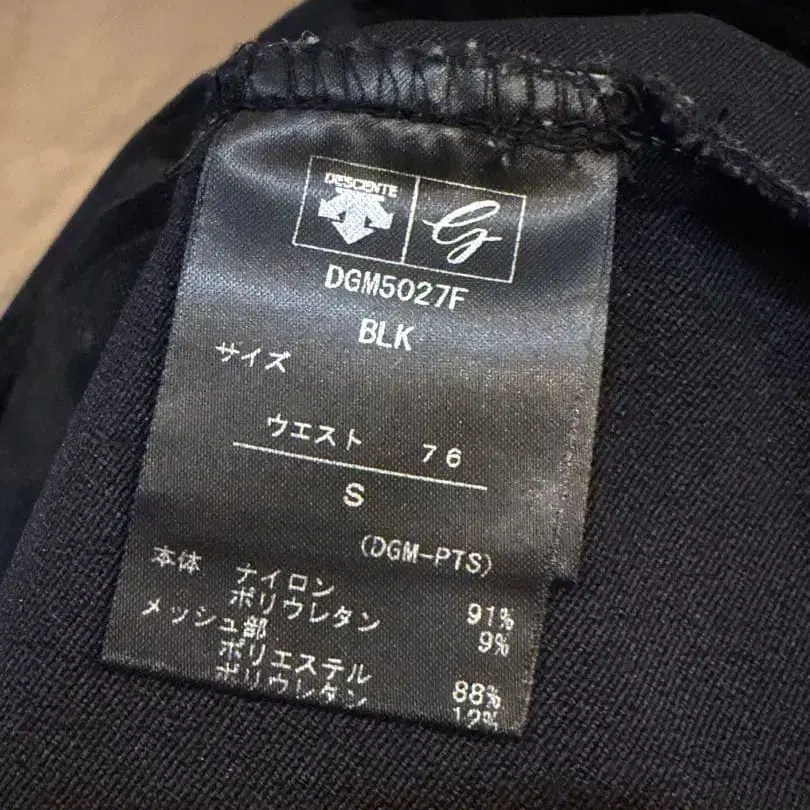 DESCENTE
G
DGM5027F
BLK
サイズ
ウエスト 76
S
(DGM-PTS)
本体 ナイロン 91%
ポリウレタン 9%
メッシュ部
ポリエステル 88%
ポリウレタン 12%